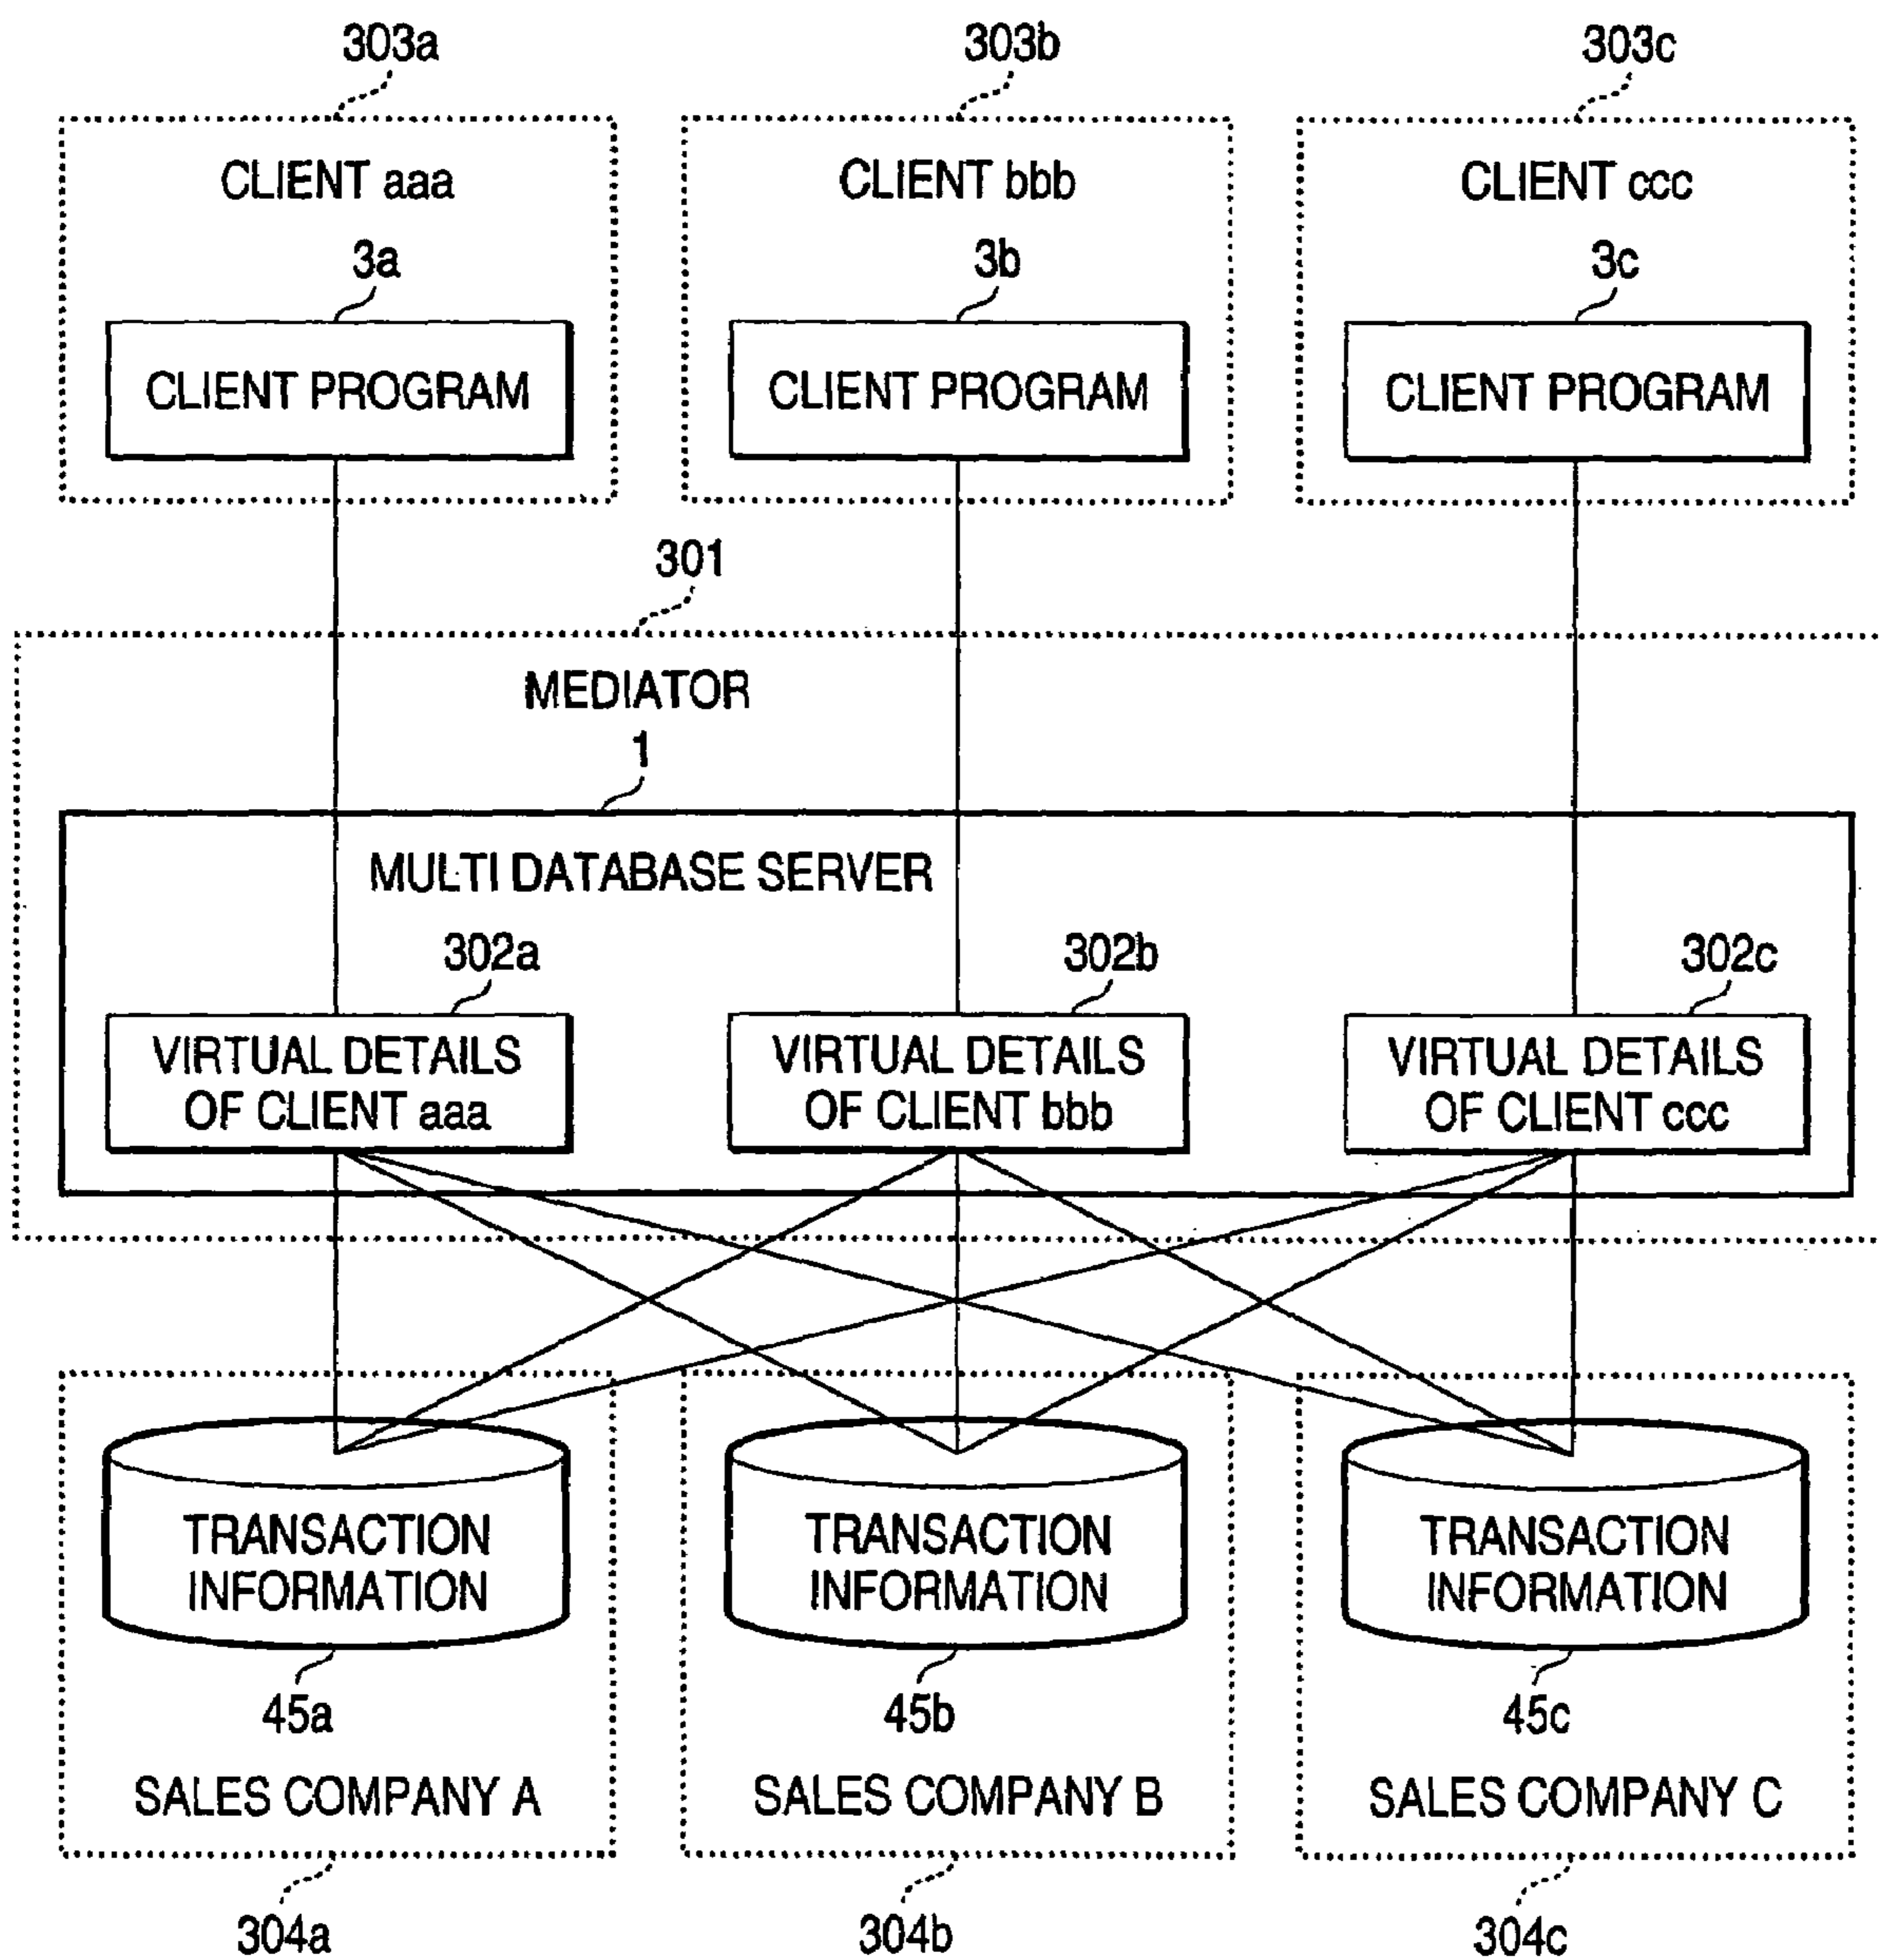 303a
303b
303c
CLIENT aaa
CLIENT bbb
CLIENT ccc
3a
3b
3c
CLIENT PROGRAM
CLIENT PROGRAM
CLIENT PROGRAM
301
MEDIATOR
1
MULTI DATABASE SERVER
302a
302b
302c
VIRTUAL DETAILS
OF CLIENT aaa
VIRTUAL DETAILS
OF CLIENT bbb
VIRTUAL DETAILS
OF CLIENT ccc
TRANSACTION
INFORMATION
TRANSACTION
INFORMATION
TRANSACTION
INFORMATION
45a
45b
45c
SALES COMPANY A
SALES COMPANY B
SALES COMPANY C
304a
304b
304c